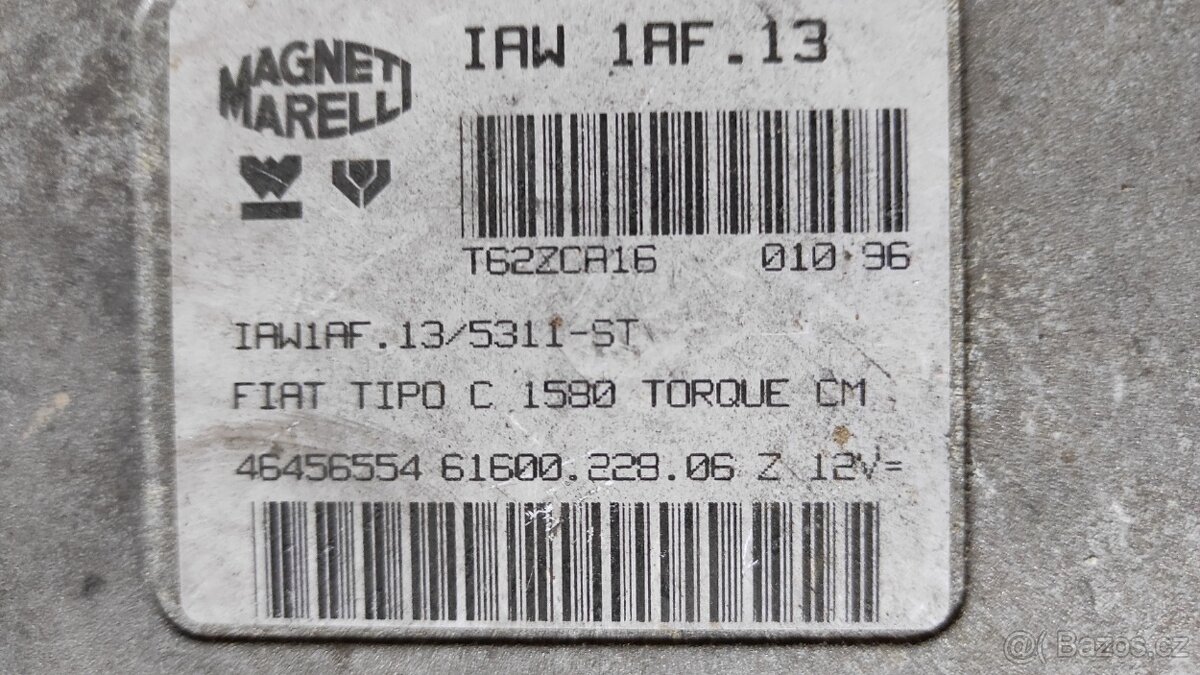 IAW 1AF.13
MAGNETI
MARELLI
T62ZCA16 010 96
IAW1AF.13/5311-ST
FIAT TIPO C 1580 TORQUE CM
46456554 61600.229.06 Z 12V=
@( Bazos.cz